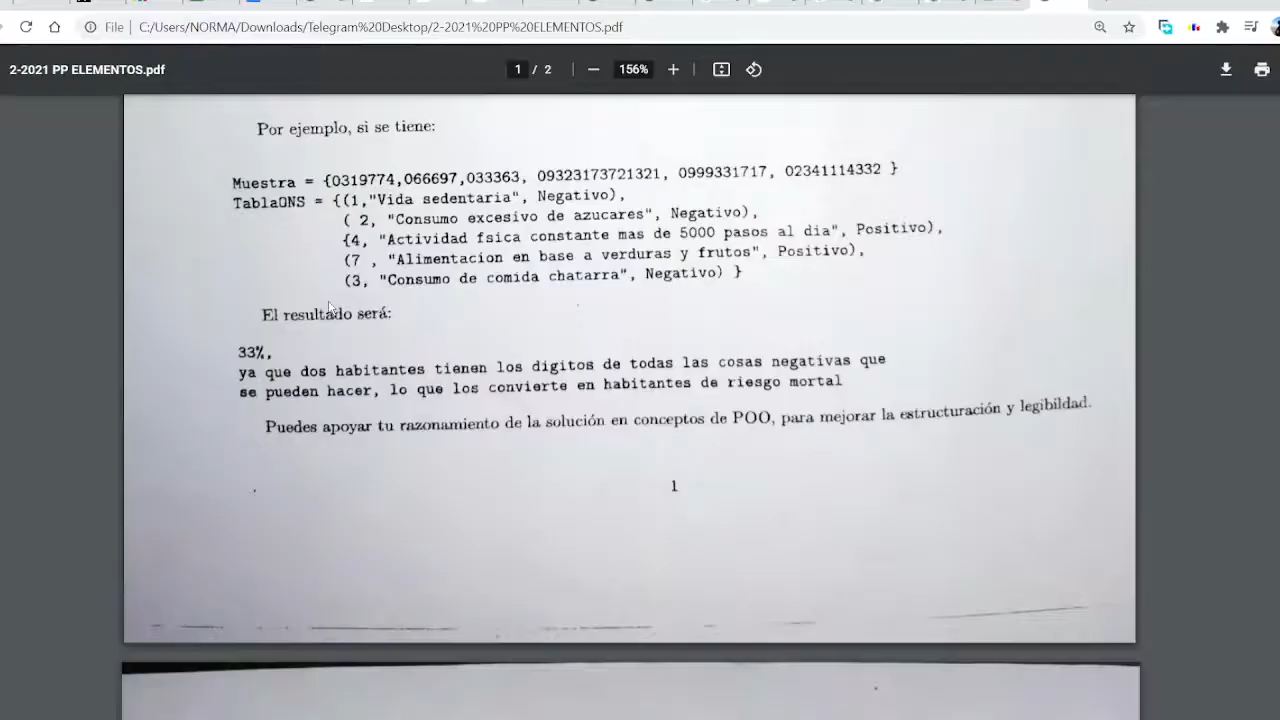 File
C:/Users/NORMA/Downloads/Telegram%20Desktop/2-2021%20PP%20ELEMENTOS.pdf
2-2021 PP ELEMENTOS.pdf
1 / 2
156%
Por ejemplo, si se tiene:
Muestra = {0319774,066697,033363, 09323173721321, 0999331717, 02341114332 }
TablaONS = {(1,"Vida sedentaria", Negativo),
( 2, "Consumo excesivo de azucares", Negativo),
{4, "Actividad fsica constante mas de 5000 pasos al dia", Positivo),
(7 , "Alimentacion en base a verduras y frutos", Positivo),
(3, "Consumo de comida chatarra", Negativo) }
El resultado será:
33%,
ya que dos habitantes tienen los digitos de todas las cosas negativas que
se pueden hacer, lo que los convierte en habitantes de riesgo mortal
Puedes apoyar tu razonamiento de la solución en conceptos de POO, para mejorar la estructuración y legibildad.
1